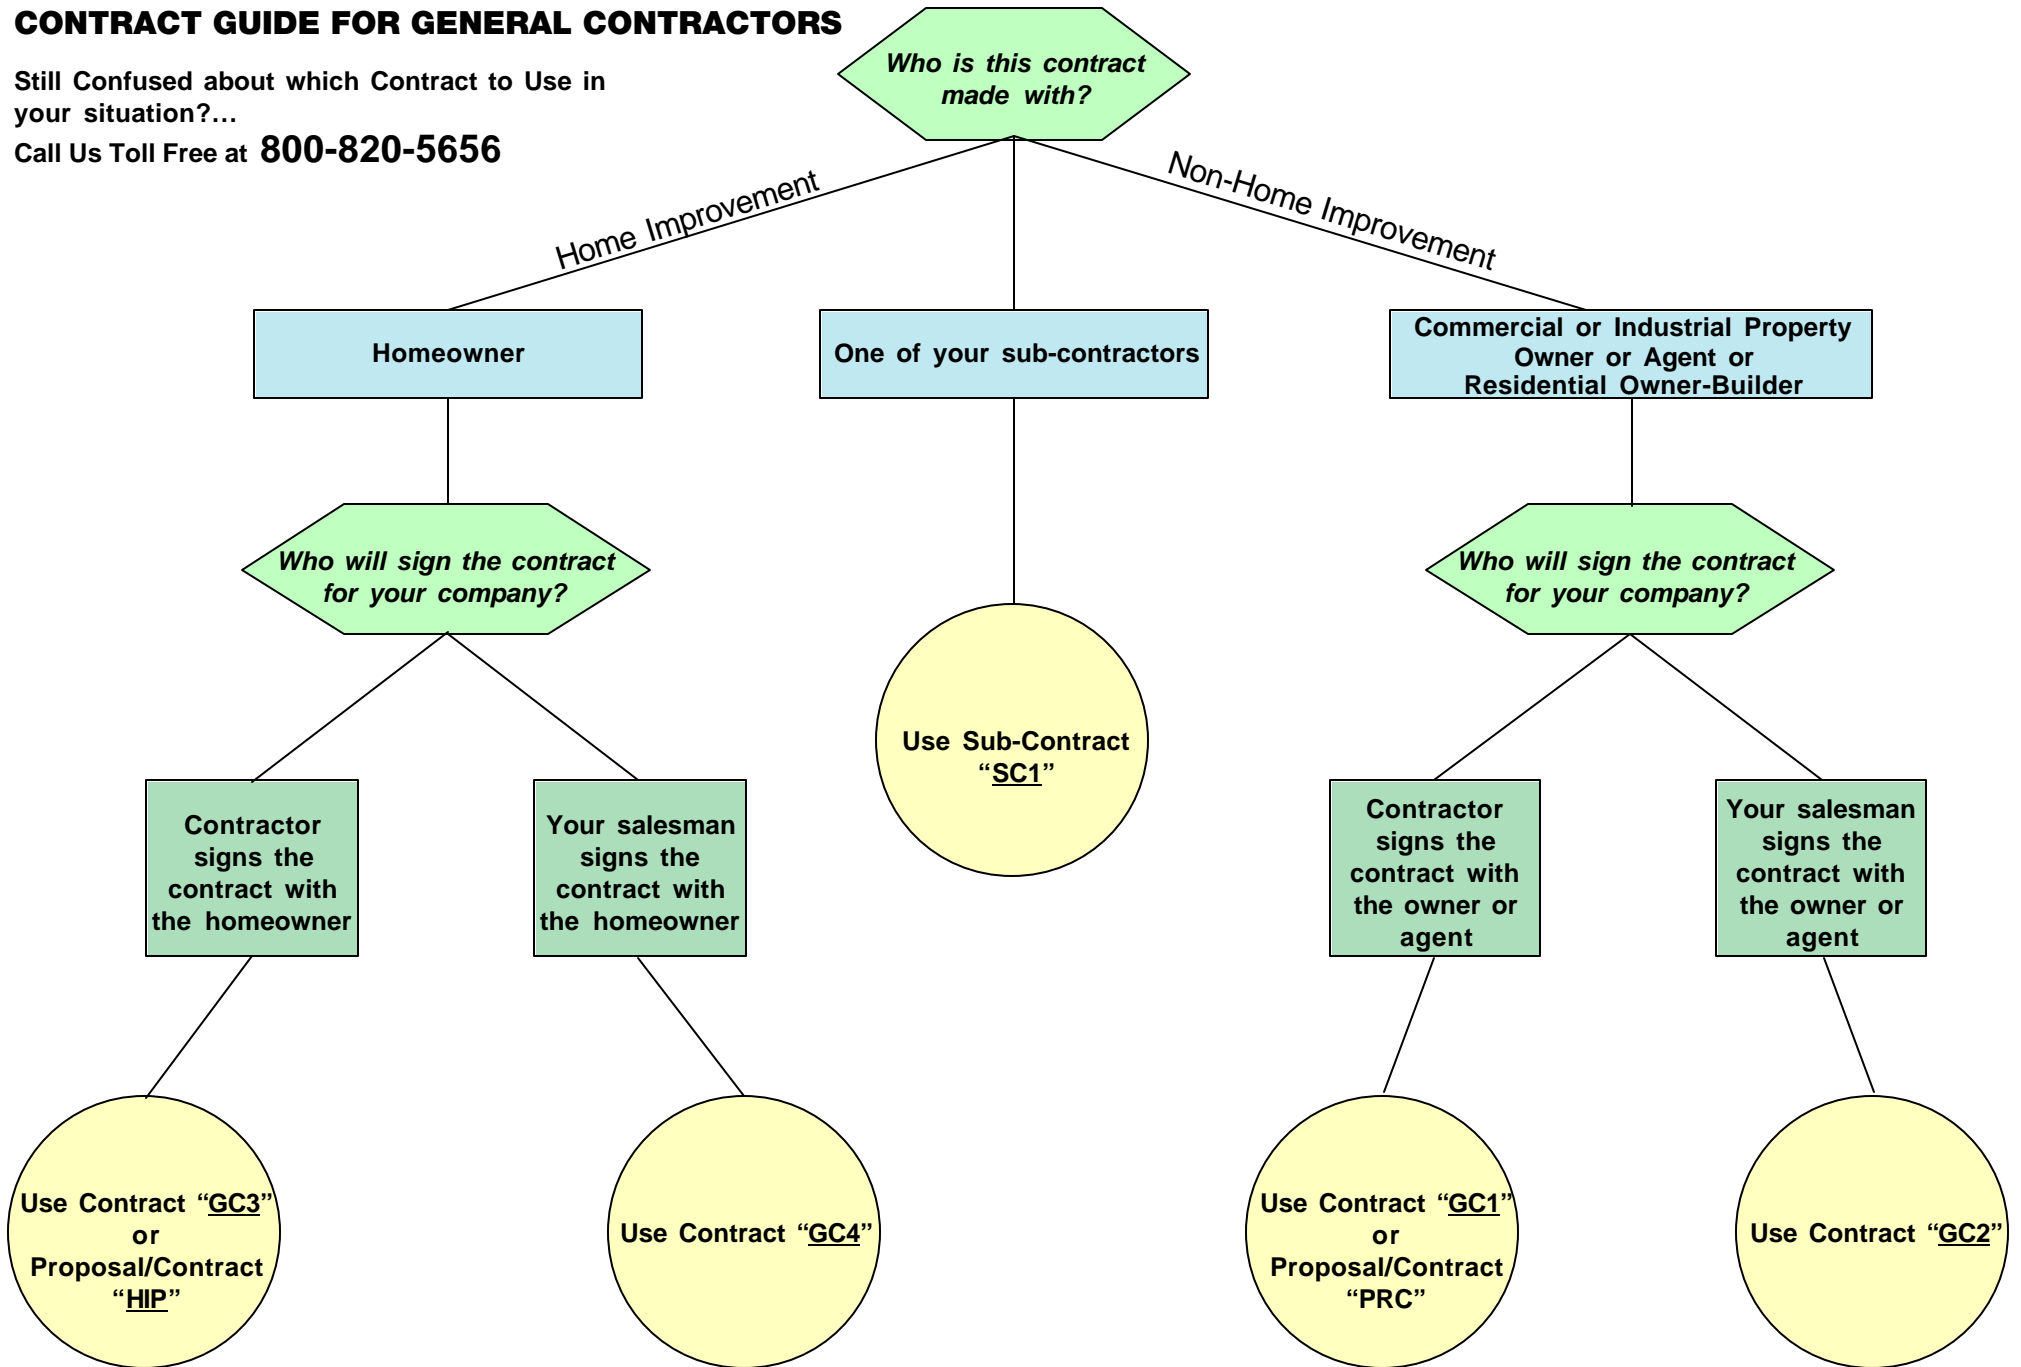 CONTRACT GUIDE FOR GENERAL CONTRACTORS
Still Confused about which Contract to Use in
your situation?...
Call Us Toll Free at 800-820-5656
Who is this contract
made with?
Home Improvement
Non-Home Improvement
Homeowner
One of your sub-contractors
Commercial or Industrial Property
Owner or Agent or
Residential Owner-Builder
Who will sign the contract
for your company?
Who will sign the contract
for your company?
Use Sub-Contract
“SC1”
Contractor
signs the
contract with
the homeowner
Your salesman
signs the
contract with
the homeowner
Contractor
signs the
contract with
the owner or
agent
Your salesman
signs the
contract with
the owner or
agent
Use Contract “GC3”
or
Proposal/Contract
“HIP”
Use Contract “GC4”
Use Contract “GC1”
or
Proposal/Contract
“PRC”
Use Contract “GC2”